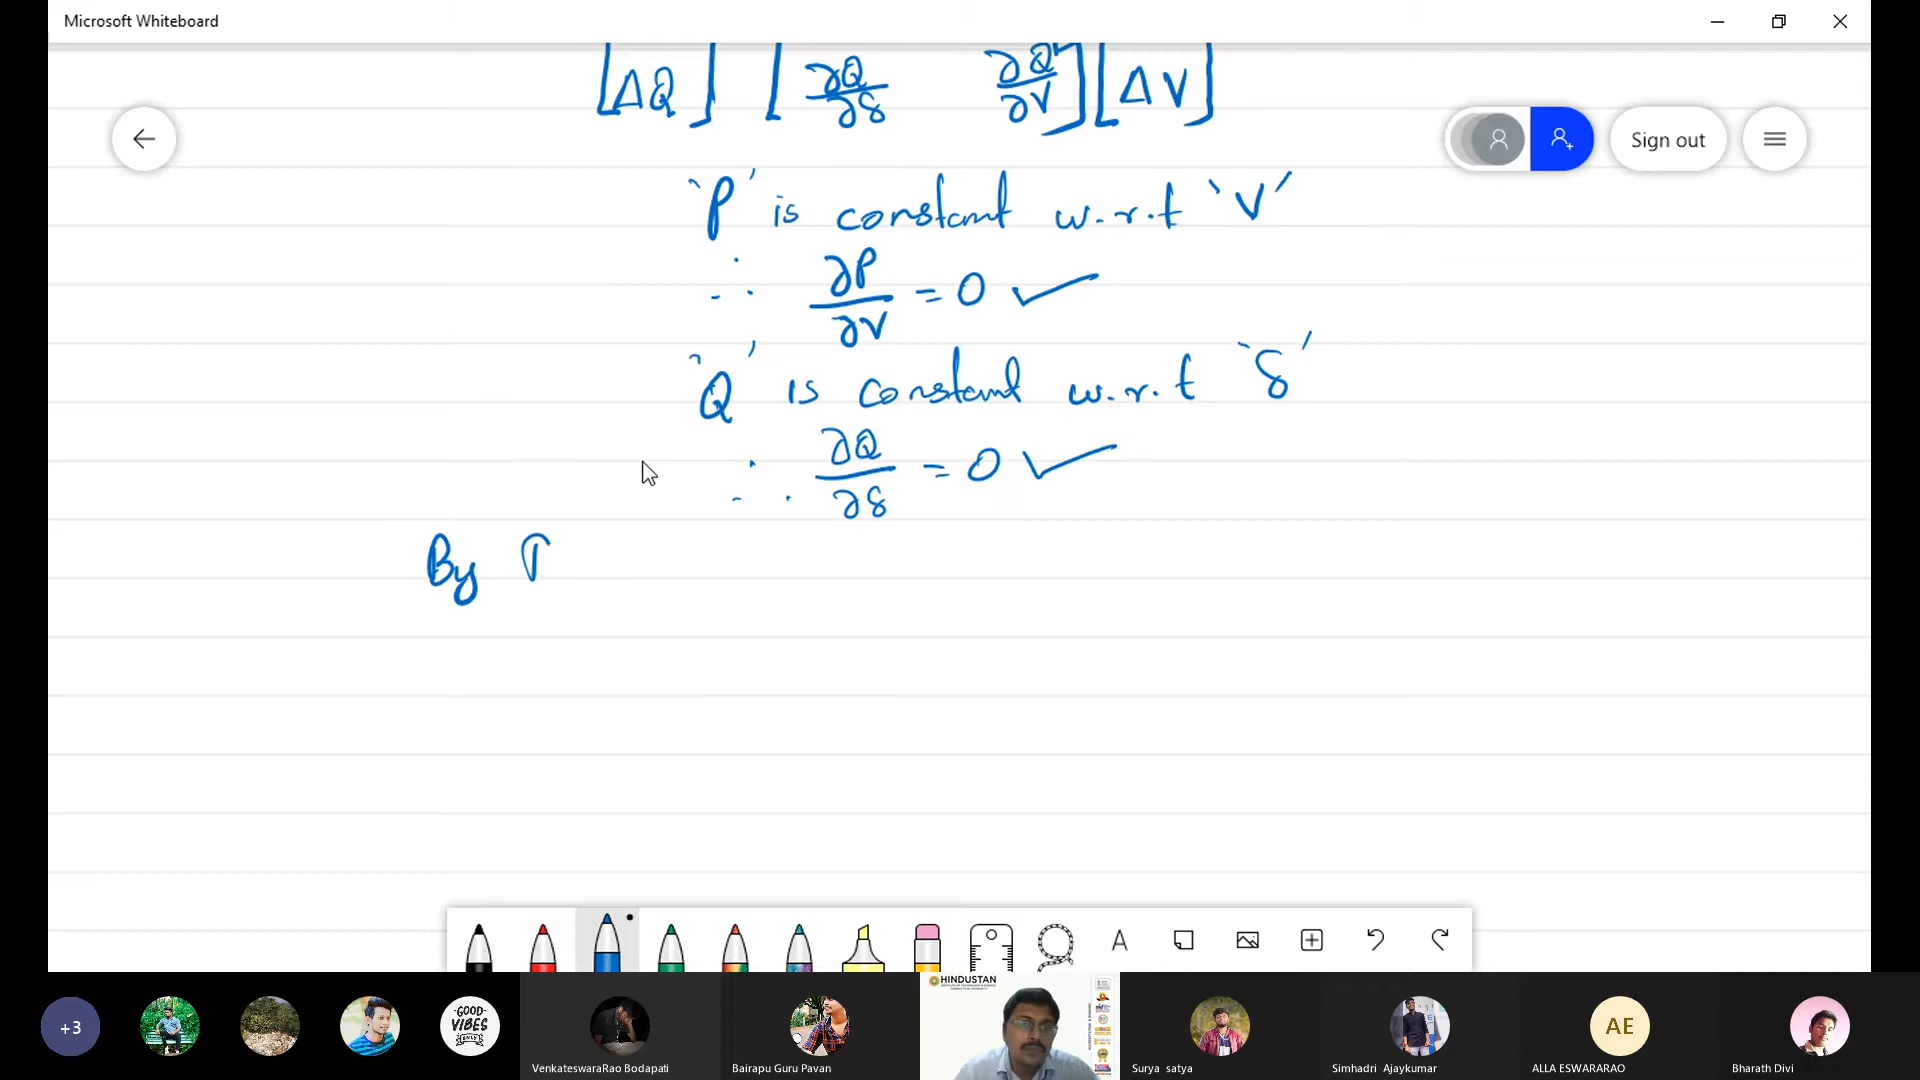 Microsoft Whiteboard
[ΔQ] [∂Q/∂δ ∂Q/∂V] [ΔV]
Sign out
'P' is constant w.r.t 'V'
∴ ∂P/∂V = 0 ✓
'Q' is constant w.r.t 'δ'
∴ ∂Q/∂δ = 0 ✓
By
A
HINDUSTAN
+3
GOOD
VIBES
ONLY
AE
VenkateswaraRao Bodapati
Bairapu Guru Pavan
Surya satya
Simhadri Ajaykumar
ALLA ESWARARAO
Bharath Divi